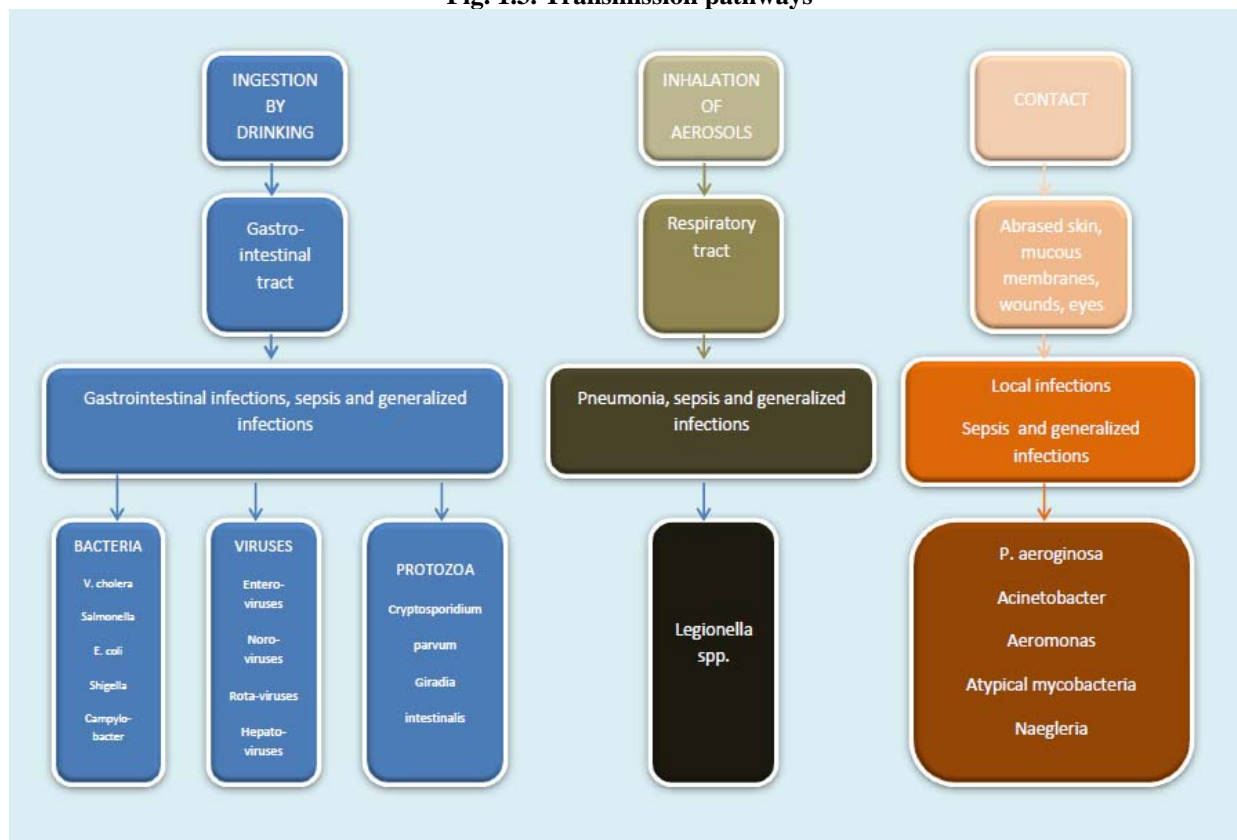 Fig. 1.3. Transmission pathways
INGESTION
BY
DRINKING
Gastro-
intestinal
tract
Gastrointestinal infections, sepsis and generalized
infections
BACTERIA
V. cholera
Salmonella
E. coli
Shigella
Campylo-
bacter
VIRUSES
Entero-
viruses
Noro-
viruses
Rota-viruses
Hepato-
viruses
PROTOZOA
Cryptosporidium
parvum
Giradia
intestinalis
INHALATION
OF
AEROSOLS
Respiratory
tract
Pneumonia, sepsis and generalized
infections
Legionella
spp.
CONTACT
Abrased skin,
mucous
membranes,
wounds, eyes
Local infections
Sepsis and generalized
infections
P. aeroginosa
Acinetobacter
Aeromonas
Atypical mycobacteria
Naegleria